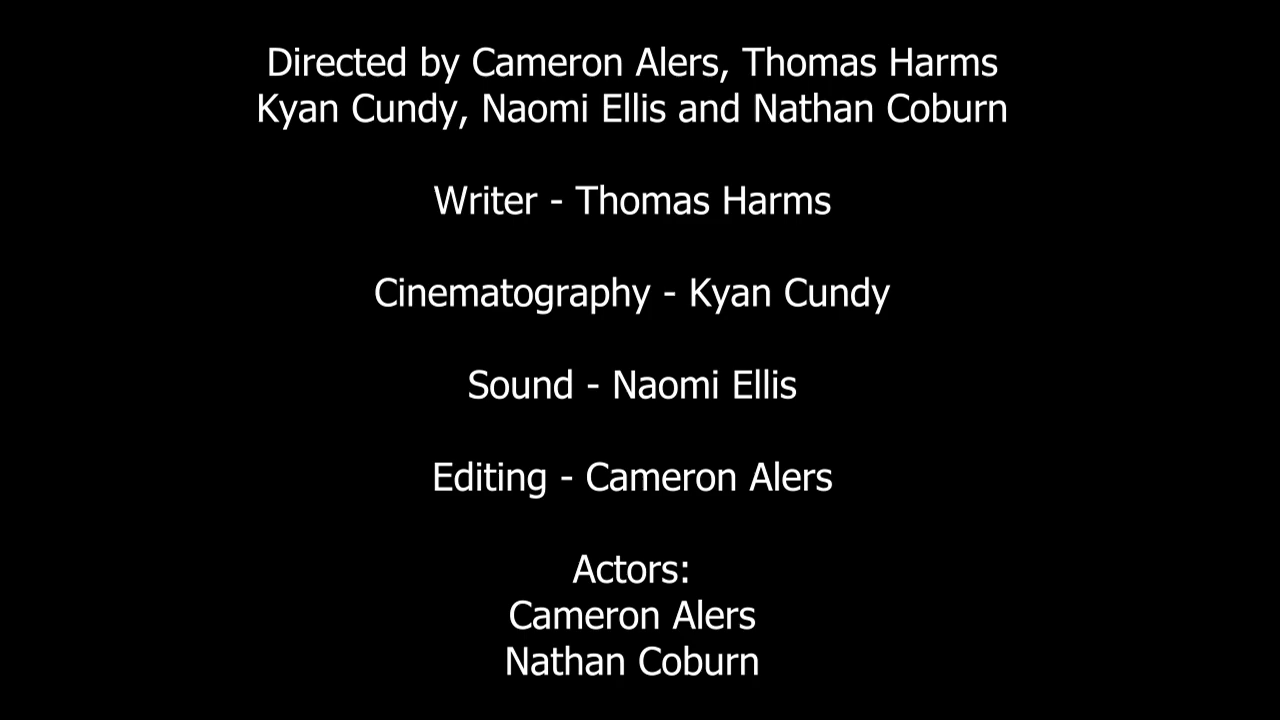 Directed by Cameron Alers, Thomas Harms
Kyan Cundy, Naomi Ellis and Nathan Coburn
Writer - Thomas Harms
Cinematography - Kyan Cundy
Sound - Naomi Ellis
Editing - Cameron Alers
Actors:
Cameron Alers
Nathan Coburn